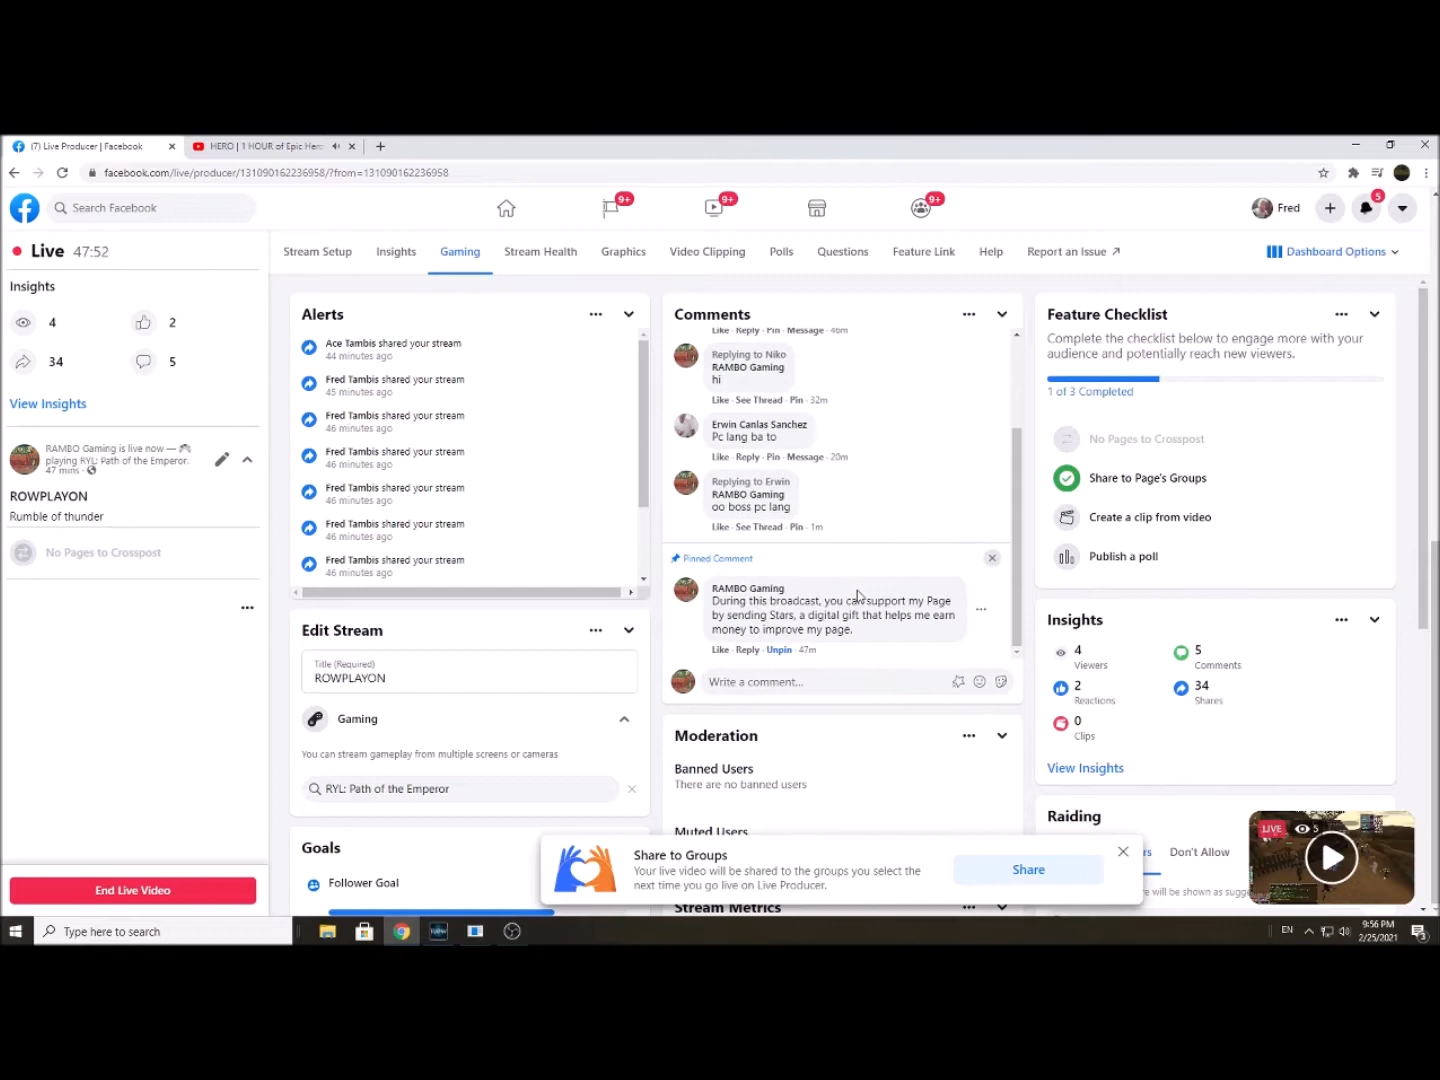 (7) Live Producer | Facebook
HERO | 1 HOUR of Epic Hero
facebook.com/live/producer/131090162236958/?from=131090162236958
Search Facebook
9+
9+
9+
Fred
5
Live 47:52
Stream Setup
Insights
Gaming
Stream Health
Graphics
Video Clipping
Polls
Questions
Feature Link
Help
Report an Issue
Dashboard Options
Insights
4
2
34
5
View Insights
RAMBO Gaming is live now —
playing RYL: Path of the Emperor.
47 mins ·
ROWPLAYON
Rumble of thunder
No Pages to Crosspost
End Live Video
Alerts
Ace Tambis shared your stream
44 minutes ago
Fred Tambis shared your stream
45 minutes ago
Fred Tambis shared your stream
46 minutes ago
Fred Tambis shared your stream
46 minutes ago
Fred Tambis shared your stream
46 minutes ago
Fred Tambis shared your stream
46 minutes ago
Fred Tambis shared your stream
46 minutes ago
Edit Stream
Title (Required)
ROWPLAYON
Gaming
You can stream gameplay from multiple screens or cameras
RYL: Path of the Emperor
Goals
Follower Goal
Comments
Like · Reply · Pin · Message · 46m
Replying to Niko
RAMBO Gaming
hi
Like · See Thread · Pin · 32m
Erwin Canlas Sanchez
Pc lang ba to
Like · Reply · Pin · Message · 20m
Replying to Erwin
RAMBO Gaming
oo boss pc lang
Like · See Thread · Pin · 1m
Pinned Comment
RAMBO Gaming
During this broadcast, you can support my Page
by sending Stars, a digital gift that helps me earn
money to improve my page.
Like · Reply · Unpin · 47m
Write a comment...
Moderation
Banned Users
There are no banned users
Muted Users
Stream Metrics
Feature Checklist
Complete the checklist below to engage more with your
audience and potentially reach new viewers.
1 of 3 Completed
No Pages to Crosspost
Share to Page's Groups
Create a clip from video
Publish a poll
Insights
4
Viewers
5
Comments
2
Reactions
34
Shares
0
Clips
View Insights
Raiding
Don't Allow
e will be shown as sugg
LIVE
5
Share to Groups
Your live video will be shared to the groups you select the
next time you go live on Live Producer.
Share
Type here to search
EN
9:56 PM
2/25/2021
3